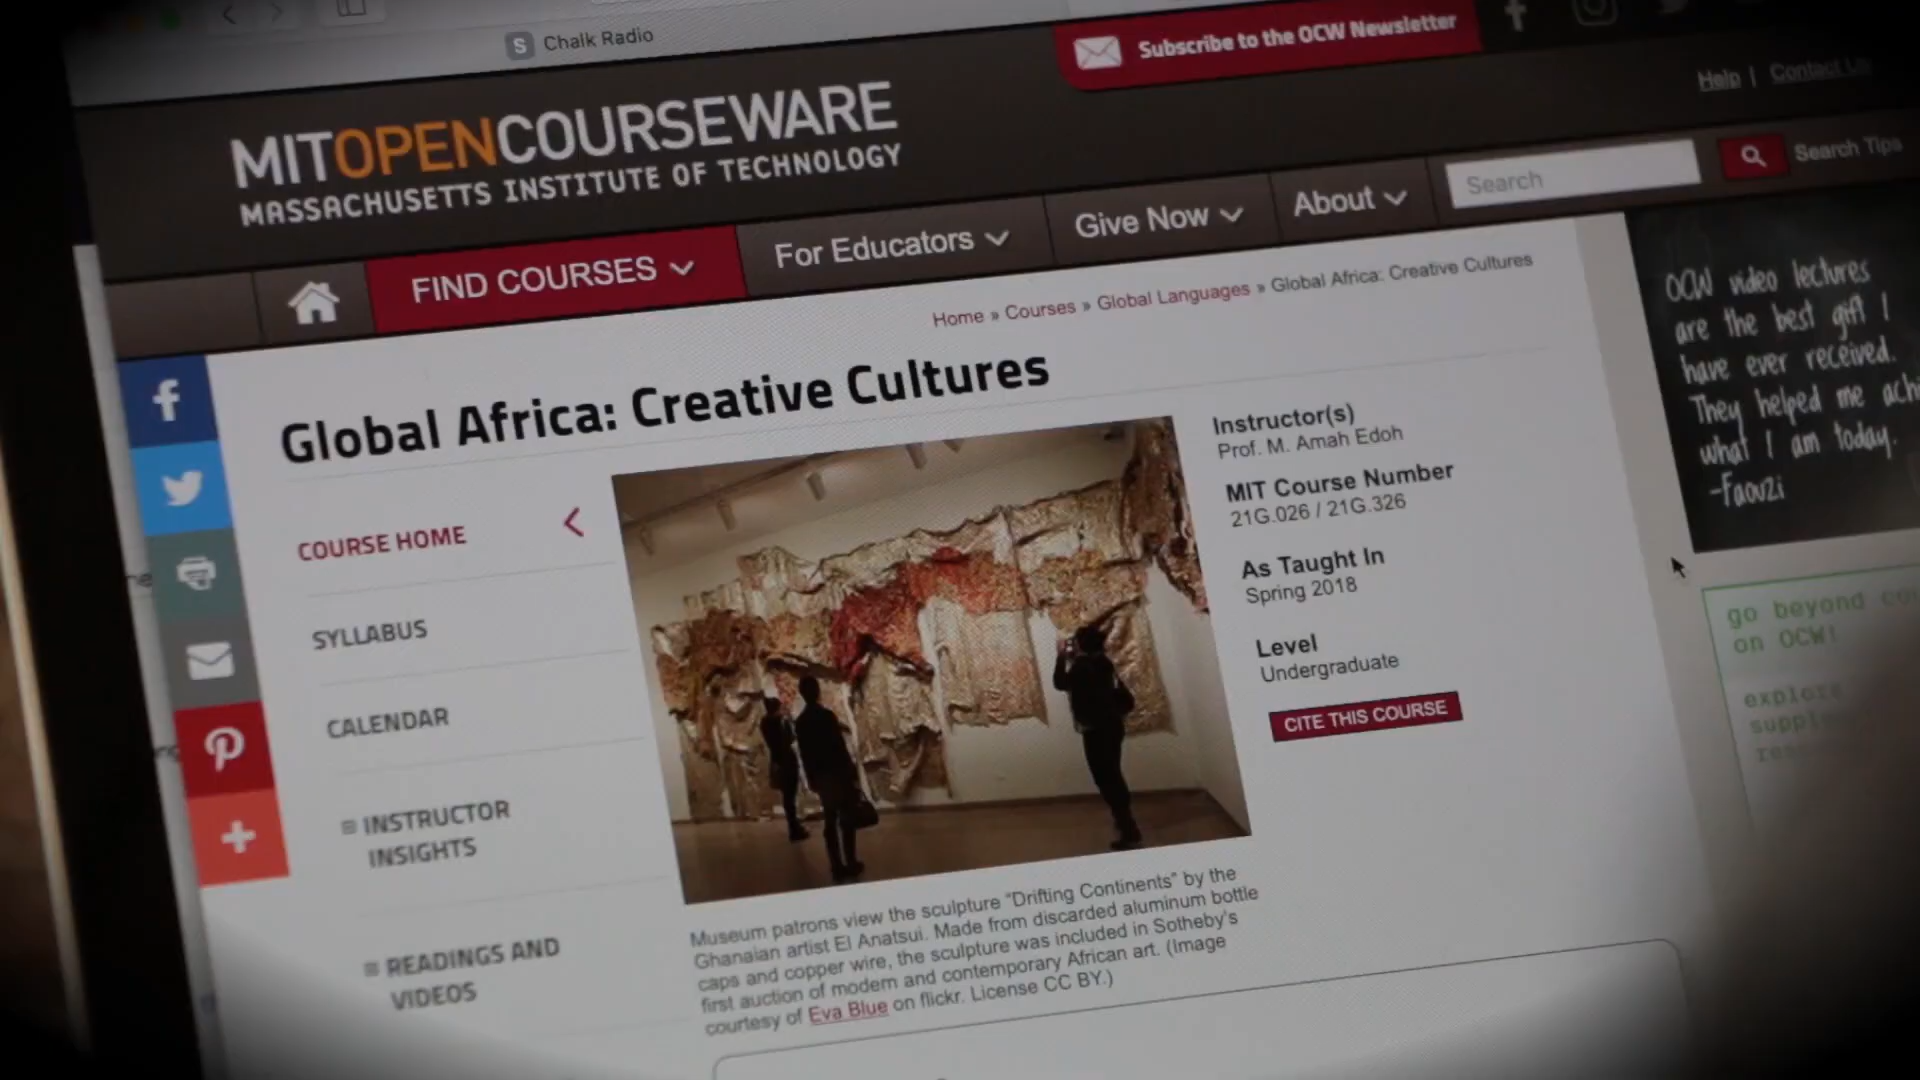 S Chalk Radio
Subscribe to the OCW Newsletter
Help | Contact Us
MITOPENCOURSEWARE
MASSACHUSETTS INSTITUTE OF TECHNOLOGY
FIND COURSES
For Educators
Give Now
About
Search
Search Tips
Home » Courses » Global Languages » Global Africa: Creative Cultures
Global Africa: Creative Cultures
COURSE HOME
SYLLABUS
CALENDAR
INSTRUCTOR
INSIGHTS
READINGS AND
VIDEOS
Instructor(s)
Prof. M. Amah Edoh
MIT Course Number
21G.026 / 21G.326
As Taught In
Spring 2018
Level
Undergraduate
CITE THIS COURSE
Museum patrons view the sculpture "Drifting Continents" by the
Ghanaian artist El Anatsui. Made from discarded aluminum bottle
caps and copper wire, the sculpture was included in Sotheby's
first auction of modern and contemporary African art. (Image
courtesy of Eva Blue on flickr. License CC BY.)
OCW video lectures
are the best gift I
have ever received.
They helped me
what I am today.
-Faouzi
go beyond
on OCW!
explore